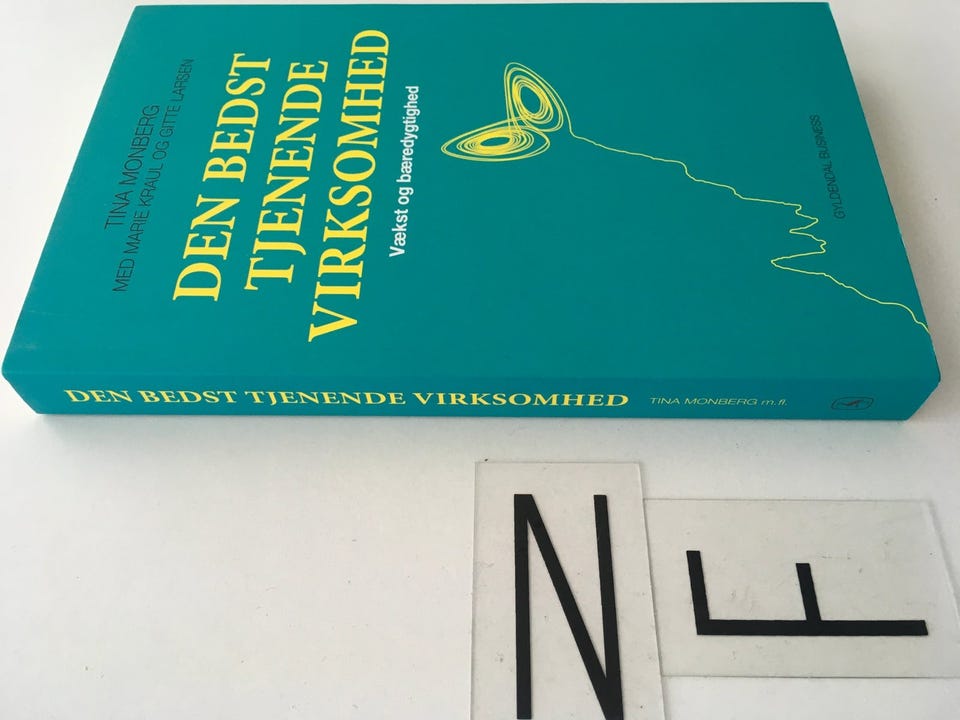 TINA MONBERG
MED MARIE KRAUL OG GITTE LARSEN
DEN BEDST
TJENENDE
VIRKSOMHED
Vækst og bæredygtighed
GYLDENDAL BUSINESS
DEN BEDST TJENENDE VIRKSOMHED TINA MONBERG m.fl.
N
F